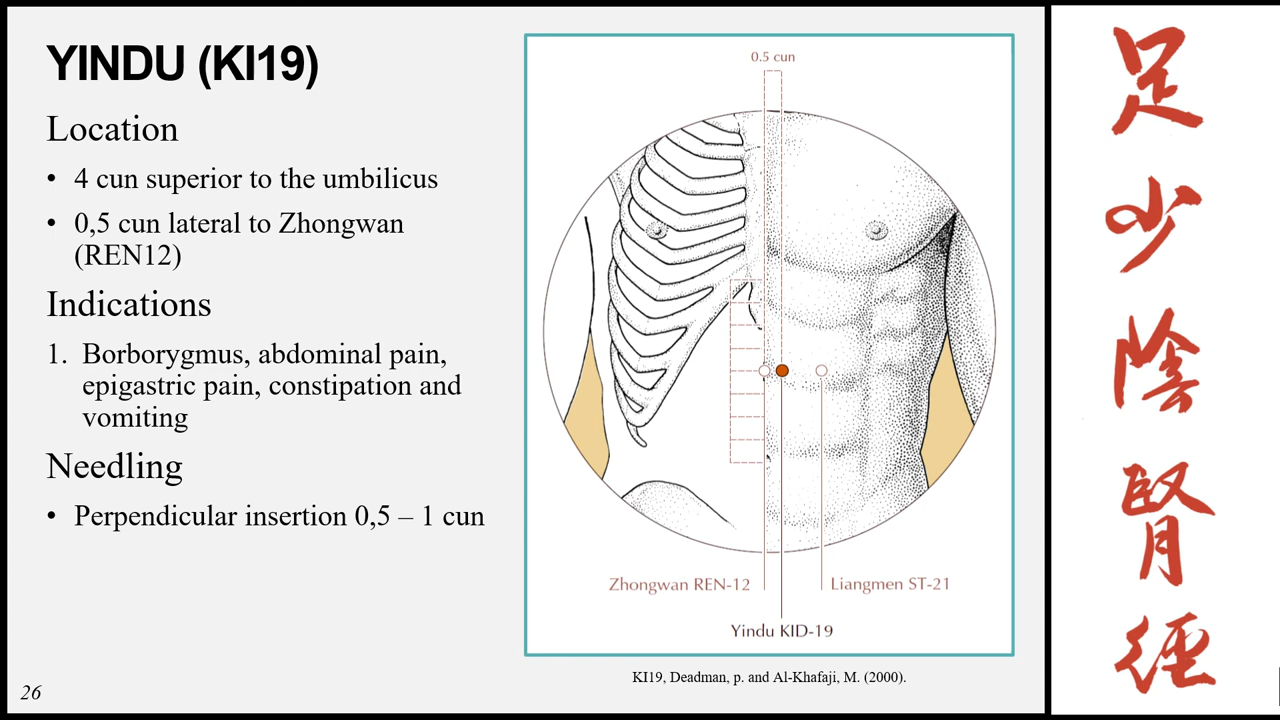 YINDU (KI19)
Location
• 4 cun superior to the umbilicus
• 0,5 cun lateral to Zhongwan
(REN12)
Indications
1. Borborygmus, abdominal pain,
epigastric pain, constipation and
vomiting
Needling
• Perpendicular insertion 0,5 – 1 cun
26
0.5 cun
Zhongwan REN-12
Liangmen ST-21
Yindu KID-19
KI19, Deadman, p. and Al-Khafaji, M. (2000).
足
少
陰
腎
經